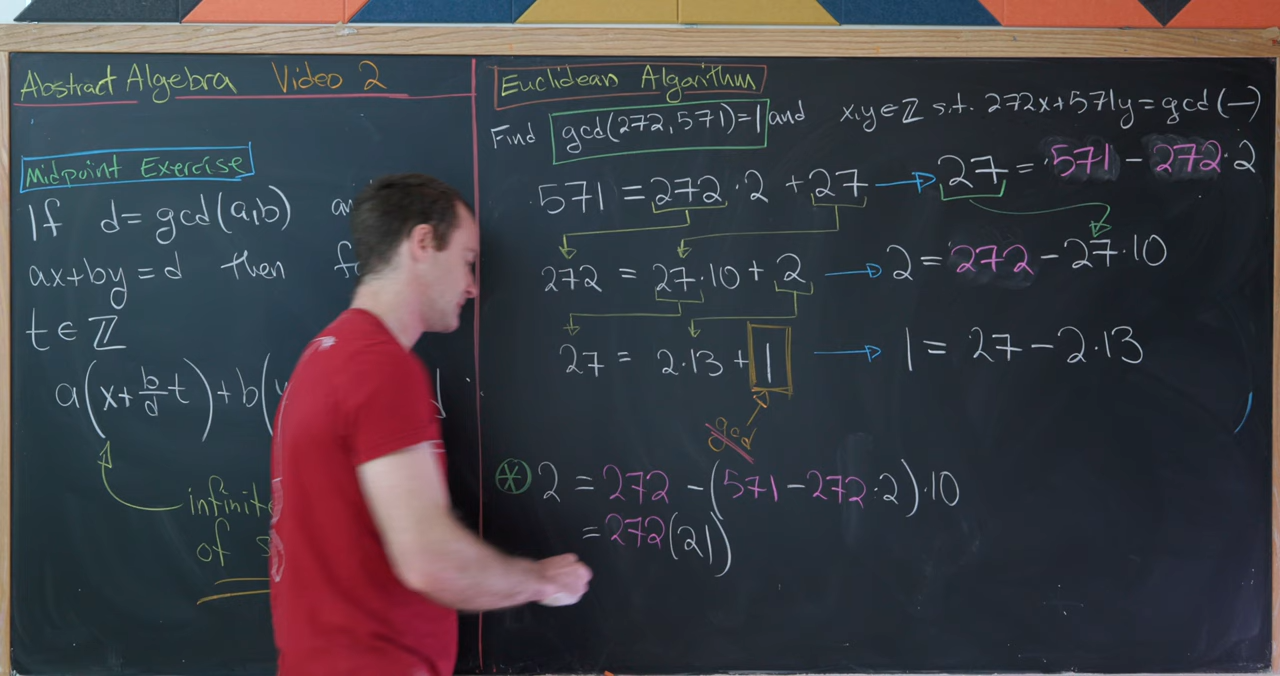 Abstract Algebra Video 2
Midpoint Exercise
If d=gcd(a,b)
ax+by=d then
t∈ℤ
a(x+b/d t)+b(
infinite
of
Euclidean Algorithm
Find gcd(272,571)=1 and x,y∈ℤ s.t. 272x+571y=gcd(—)
571=272·2+27 → 27=571-272·2
272=27·10+2 → 2=272-27·10
27=2·13+1 → 1=27-2·13
gcd
* 2=272-(571-272·2)·10
=272(21)